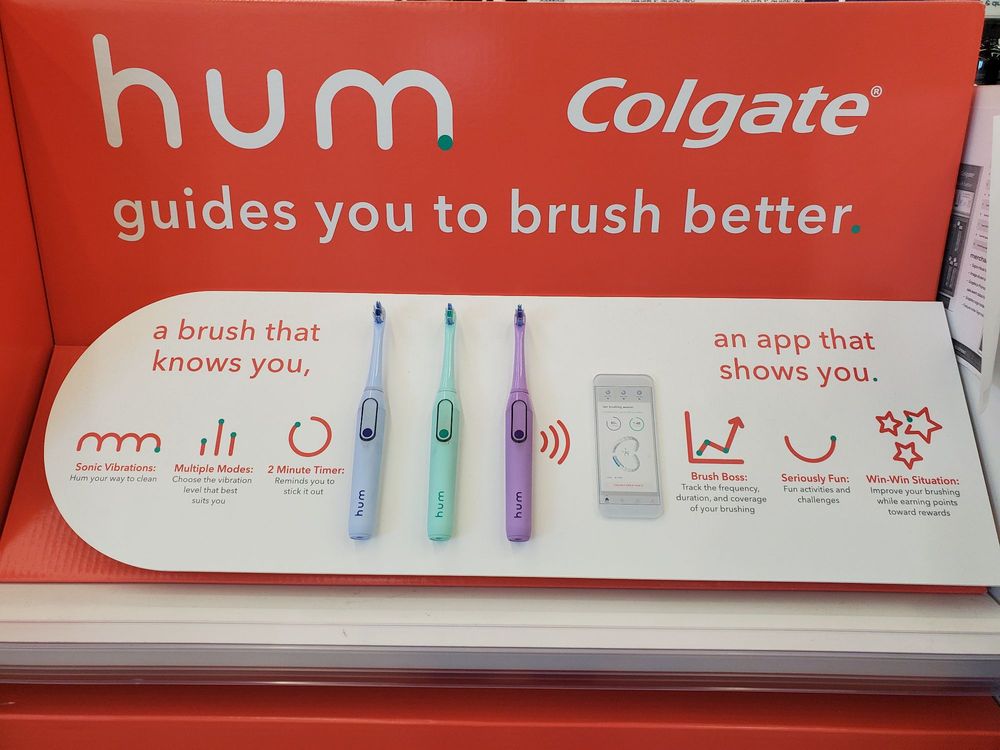 hum.
Colgate®
guides you to brush better.
a brush that
knows you,
Sonic Vibrations:
Hum your way to clean
Multiple Modes:
Choose the vibration
level that best
suits you
2 Minute Timer:
Reminds you to
stick it out
hum
hum
hum
an app that
shows you.
Brush Boss:
Track the frequency,
duration, and coverage
of your brushing
Seriously Fun:
Fun activities and
challenges
Win-Win Situation:
Improve your brushing
while earning points
toward rewards